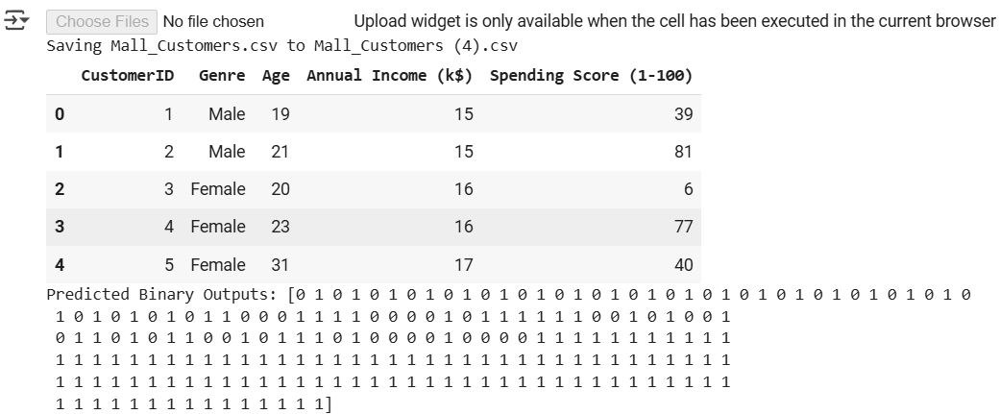 Choose Files No file chosen Upload widget is only available when the cell has been executed in the current browser
Saving Mall_Customers.csv to Mall_Customers (4).csv
CustomerID Genre Age Annual Income (k$) Spending Score (1-100)
0 1 Male 19 15 39
1 2 Male 21 15 81
2 3 Female 20 16 6
3 4 Female 23 16 77
4 5 Female 31 17 40
Predicted Binary Outputs: [0 1 0 1 0 1 0 1 0 1 0 1 0 1 0 1 0 1 0 1 0 1 0 1 0 1 0 1 0 1 0 1 0 1 0 1 0
1 0 1 0 1 0 1 0 1 1 0 0 0 1 1 1 1 0 0 0 0 1 0 1 1 1 1 1 1 0 0 1 0 1 0 0 1
0 1 1 0 1 0 1 1 0 0 1 0 1 1 1 0 1 0 0 0 0 1 0 0 0 0 1 1 1 1 1 1 1 1 1 1 1
1 1 1 1 1 1 1 1 1 1 1 1 1 1 1 1 1 1 1 1 1 1 1 1 1 1 1 1 1 1 1 1 1 1 1 1 1
1 1 1 1 1 1 1 1 1 1 1 1 1 1 1 1 1 1 1 1 1 1 1 1 1 1 1 1 1 1 1 1 1 1 1 1 1
1 1 1 1 1 1 1 1 1 1 1 1 1 1 1]